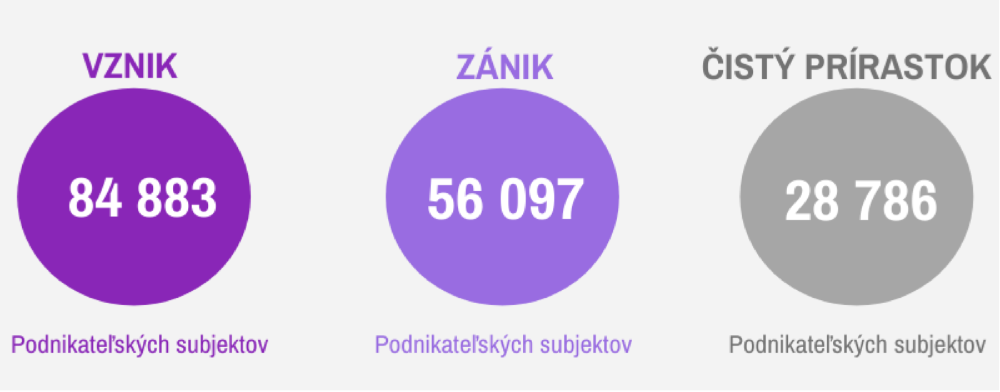 VZNIK
84 883
Podnikateľských subjektov
ZÁNIK
56 097
Podnikateľských subjektov
ČISTÝ PRÍRASTOK
28 786
Podnikateľských subjektov